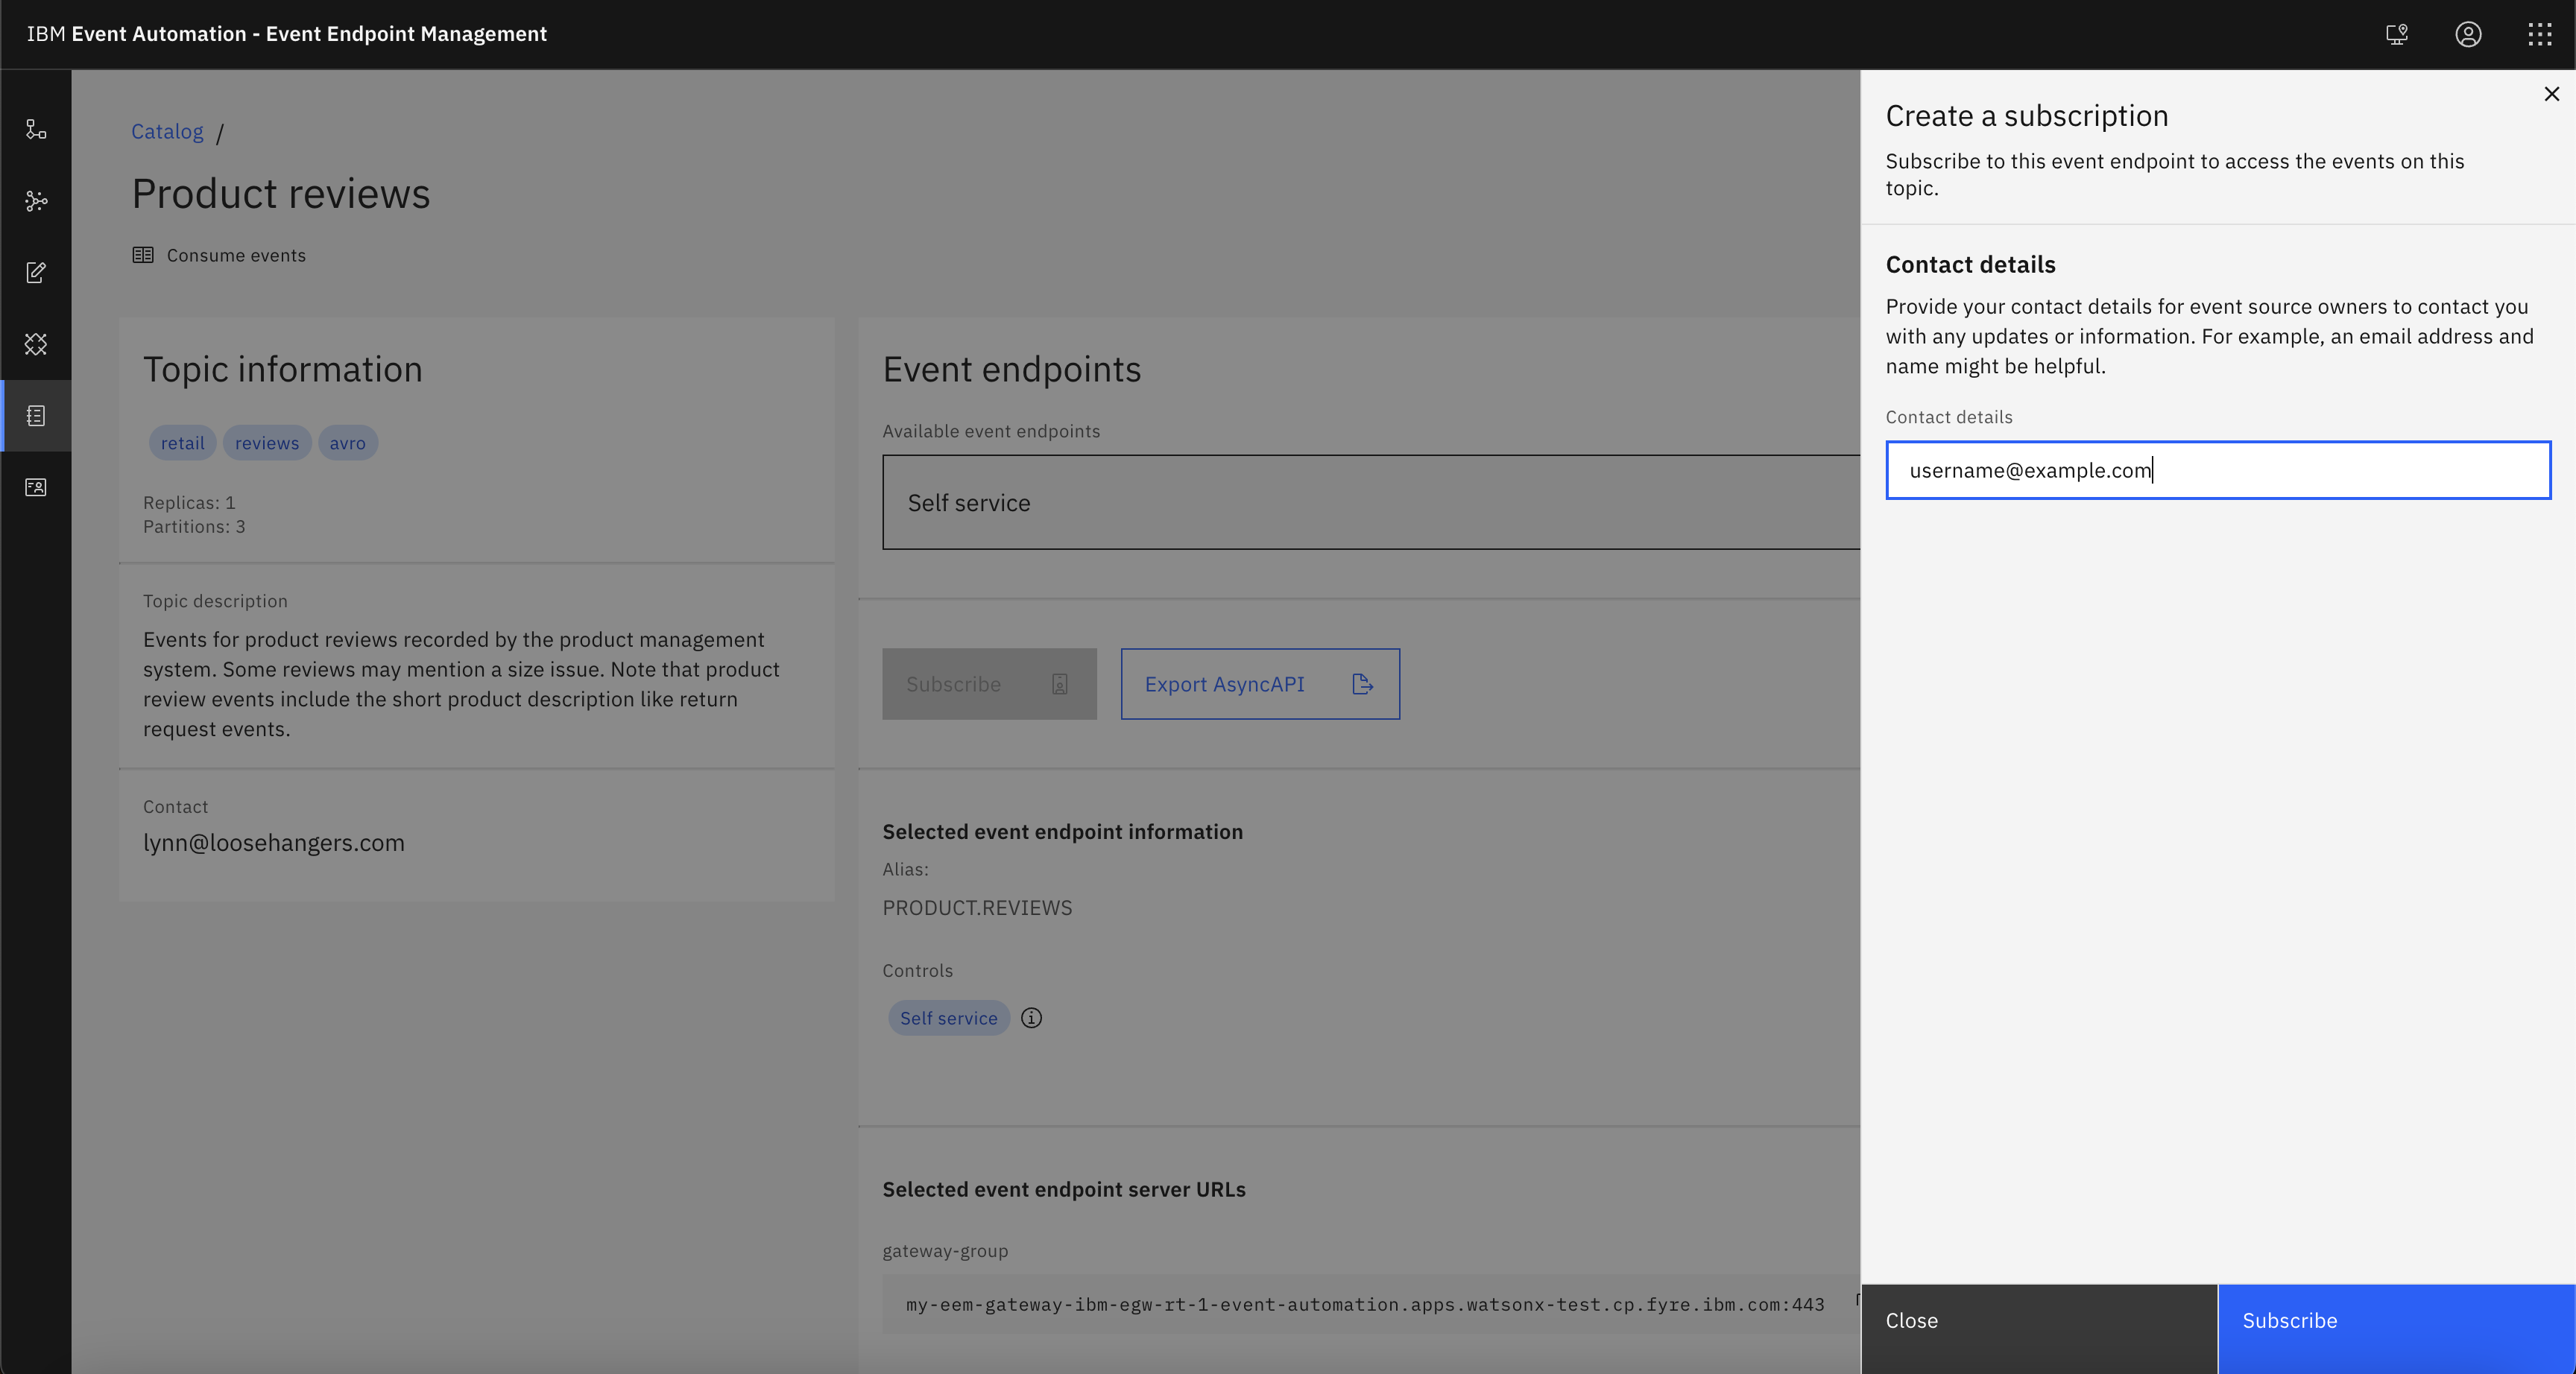 IBM Event Automation - Event Endpoint Management
Catalog /
Product reviews
Consume events
Topic information
retail reviews avro
Replicas: 1
Partitions: 3
Topic description
Events for product reviews recorded by the product management
system. Some reviews may mention a size issue. Note that product
review events include the short product description like return
request events.
Contact
lynn@loosehangers.com
Event endpoints
Available event endpoints
Self service
Subscribe
Export AsyncAPI
Selected event endpoint information
Alias:
PRODUCT.REVIEWS
Controls
Self service
Selected event endpoint server URLs
gateway-group
my-eem-gateway-ibm-egw-rt-1-event-automation.apps.watsonx-test.cp.fyre.ibm.com:443
Create a subscription
Subscribe to this event endpoint to access the events on this
topic.
Contact details
Provide your contact details for event source owners to contact you
with any updates or information. For example, an email address and
name might be helpful.
Contact details
username@example.com
Close
Subscribe